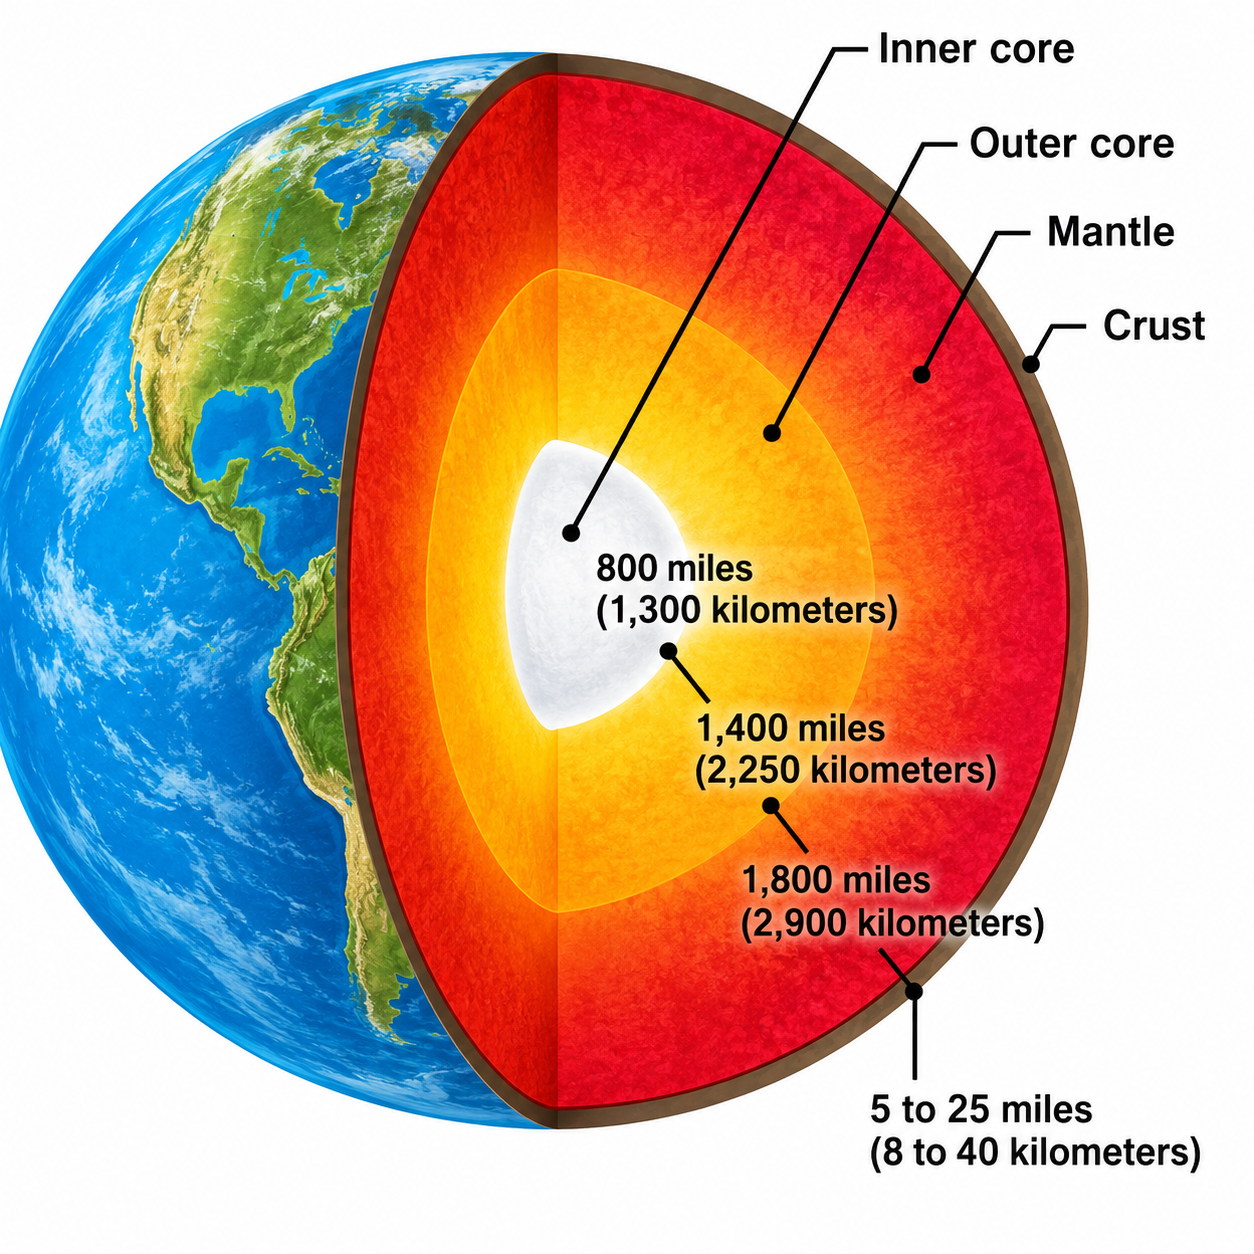 Inner core
Outer core
Mantle
Crust
800 miles
(1,300 kilometers)
1,400 miles
(2,250 kilometers)
1,800 miles
(2,900 kilometers)
5 to 25 miles
(8 to 40 kilometers)